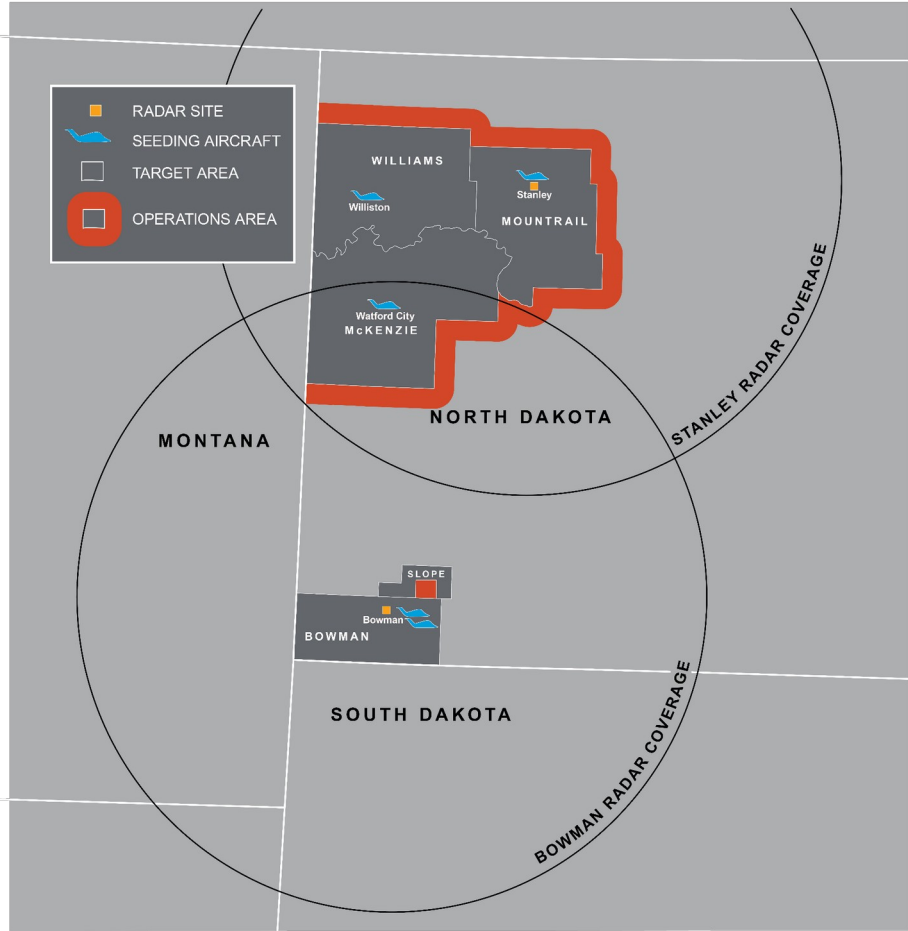 RADAR SITE
SEEDING AIRCRAFT
TARGET AREA
OPERATIONS AREA
WILLIAMS
Williston
Stanley
MOUNTRAIL
Watford City
McKENZIE
STANLEY RADAR COVERAGE
NORTH DAKOTA
MONTANA
SLOPE
Bowman
BOWMAN
SOUTH DAKOTA
BOWMAN RADAR COVERAGE